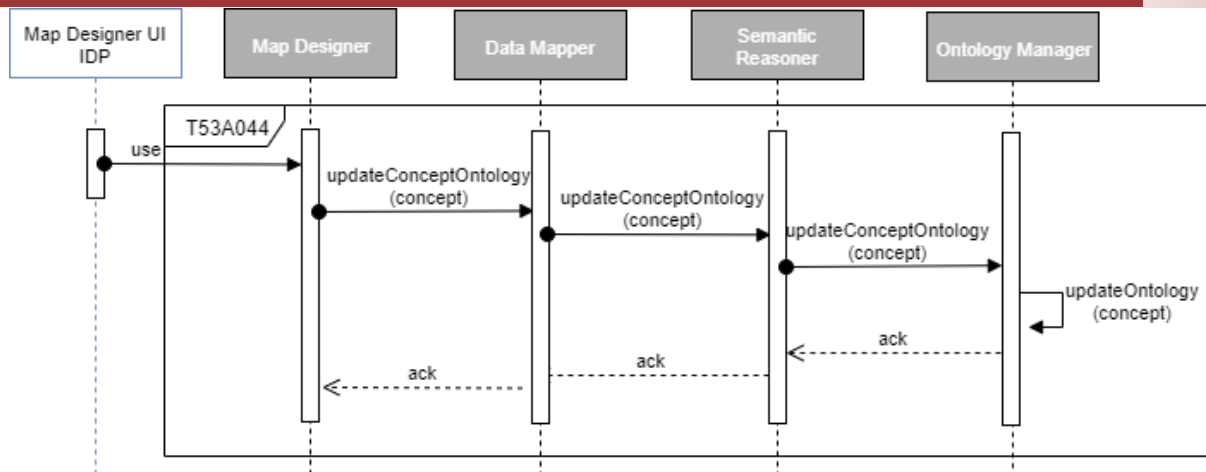 Map Designer UI
IDP
Map Designer
Data Mapper
Semantic
Reasoner
Ontology Manager
T53A044
use
updateConceptOntology
(concept)
updateConceptOntology
(concept)
updateConceptOntology
(concept)
updateOntology
(concept)
ack
ack
ack